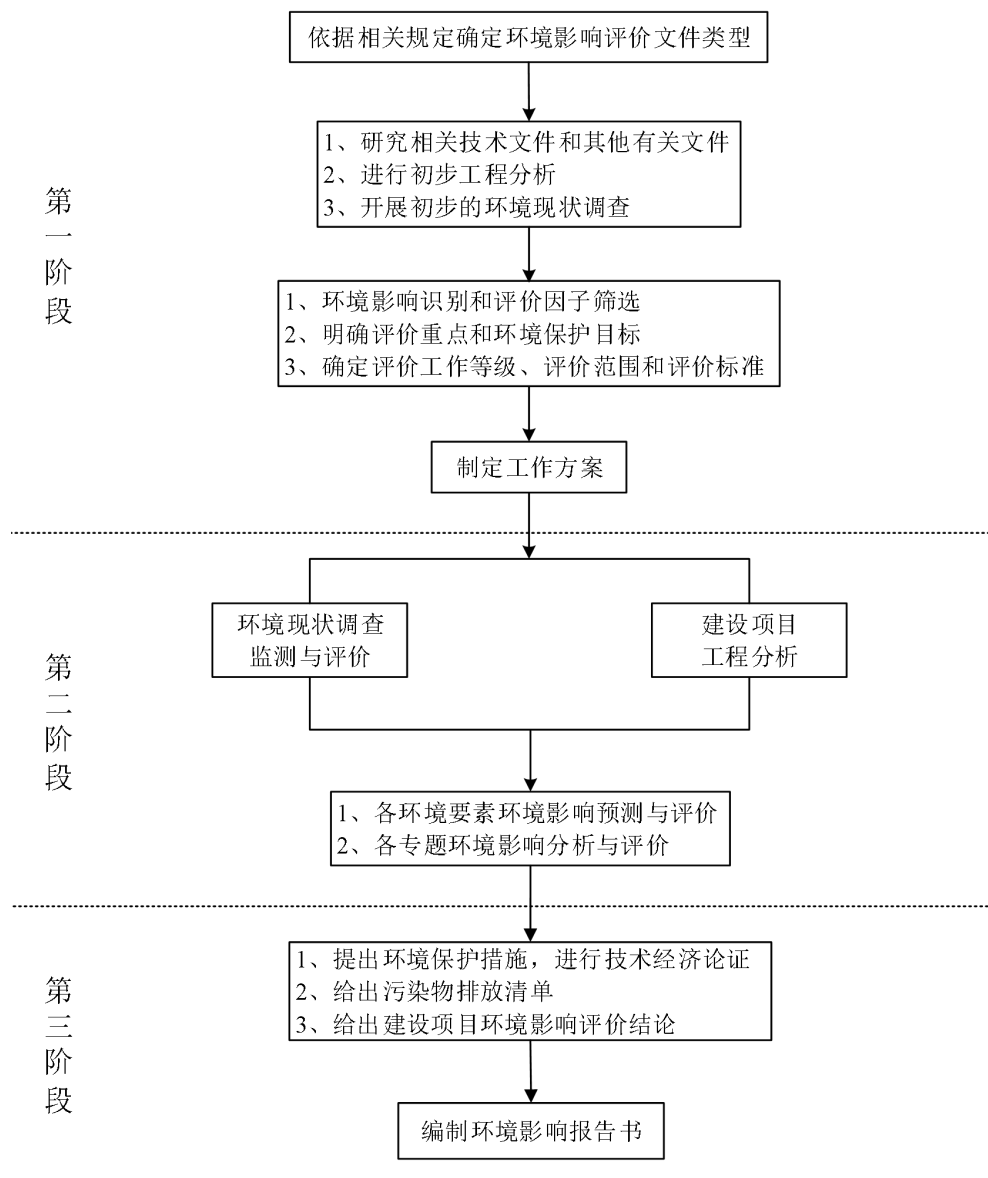 依据相关规定确定环境影响评价文件类型
1、研究相关技术文件和其他有关文件
2、进行初步工程分析
3、开展初步的环境现状调查
第一阶段
1、环境影响识别和评价因子筛选
2、明确评价重点和环境保护目标
3、确定评价工作等级、评价范围和评价标准
制定工作方案
环境现状调查
监测与评价
建设项目
工程分析
第二阶段
1、各环境要素环境影响预测与评价
2、各专题环境影响分析与评价
1、提出环境保护措施，进行技术经济论证
2、给出污染物排放清单
3、给出建设项目环境影响评价结论
第三阶段
编制环境影响报告书